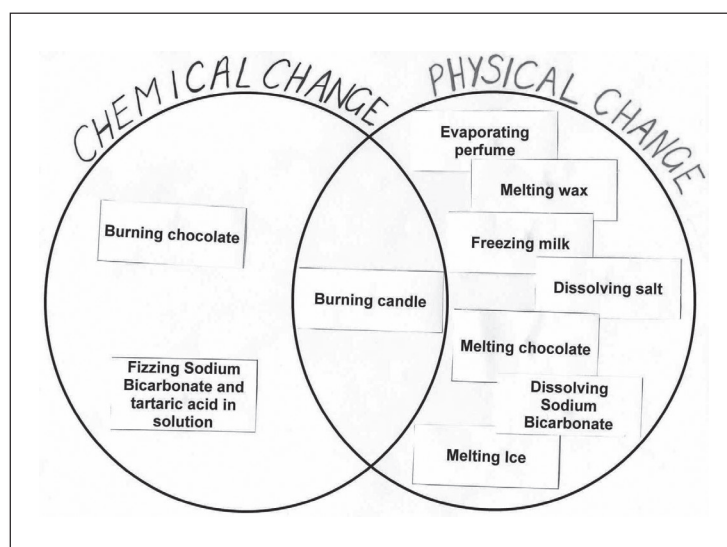 CHEMICAL CHANGE
PHYSICAL CHANGE
Evaporating
perfume
Melting wax
Burning chocolate
Freezing milk
Dissolving salt
Burning candle
Melting chocolate
Fizzing Sodium
Bicarbonate and
tartaric acid in
solution
Dissolving
Sodium
Bicarbonate
Melting Ice